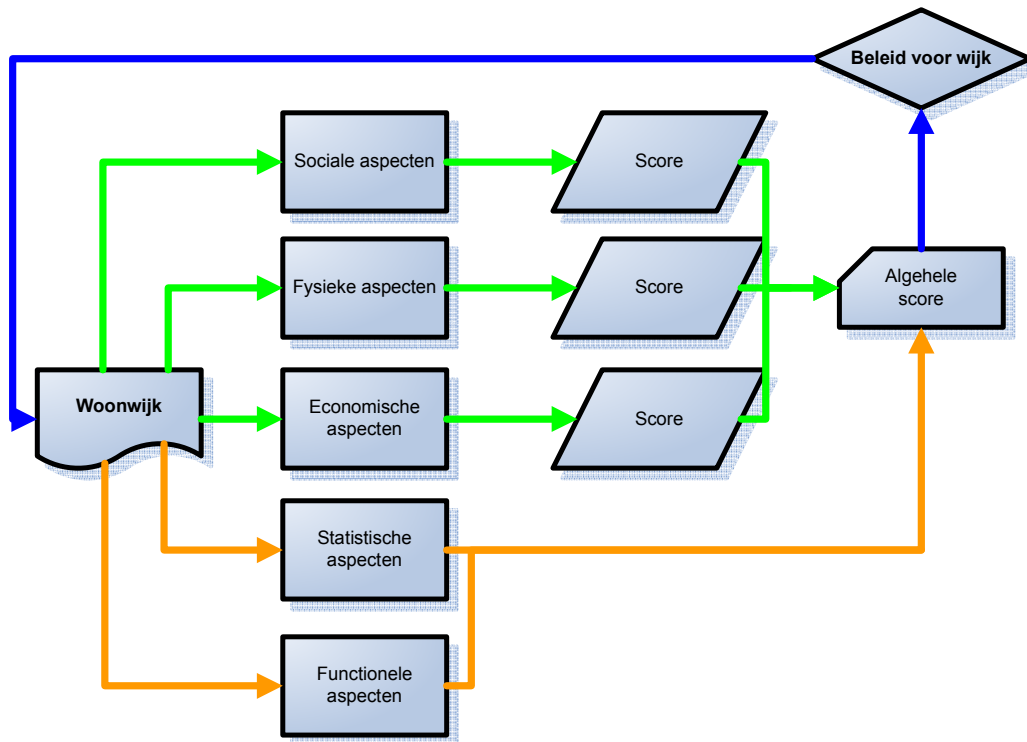 Beleid voor wijk
Sociale aspecten
Score
Fysieke aspecten
Score
Algehele
score
Woonwijk
Economische
aspecten
Score
Statistische
aspecten
Functionele
aspecten